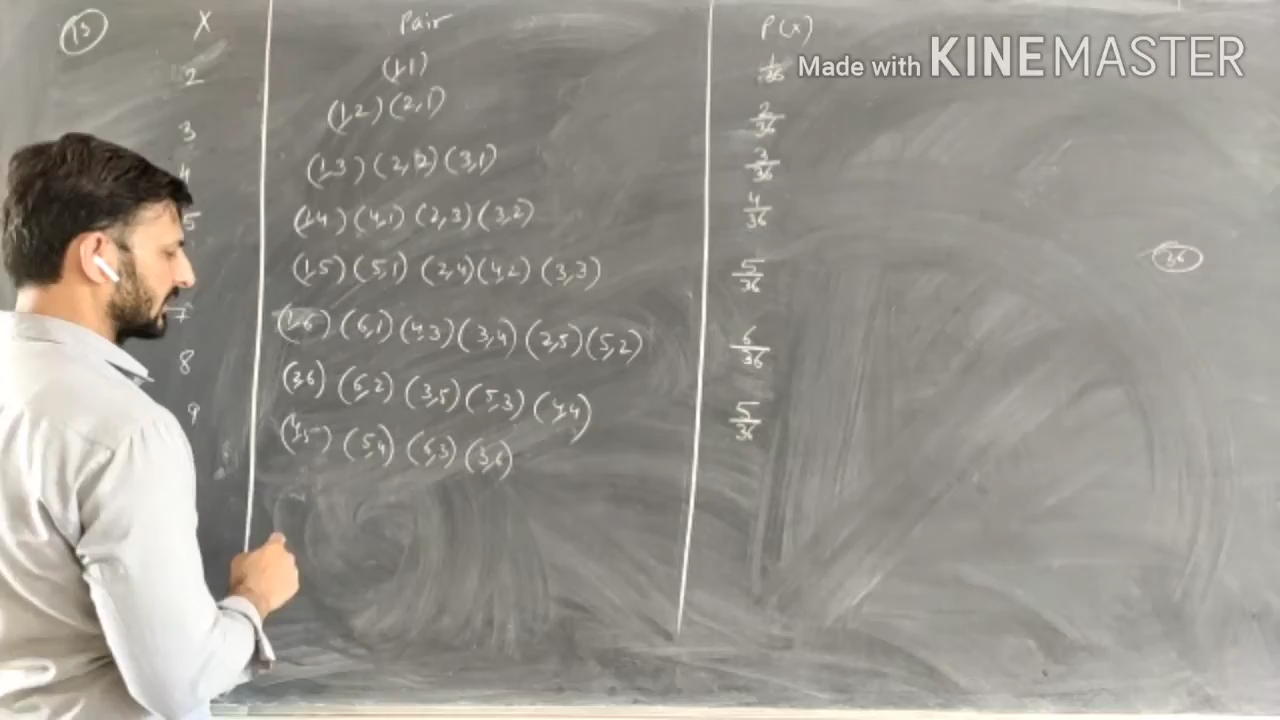 13 X Pair P(X)
Made with KINEMASTER
2 (1,1) 1/36
3 (1,2) (2,1) 2/36
4 (1,3) (2,2) (3,1) 3/36
5 (1,4) (4,1) (2,3) (3,2) 4/36
(1,5) (5,1) (2,4) (4,2) (3,3) 5/36
36
7 (1,6) (6,1) (4,3) (3,4) (2,5) (5,2) 6/36
8 (2,6) (6,2) (3,5) (5,3) (4,4) 5/36
9 (4,5) (5,4) (6,3) (3,6)